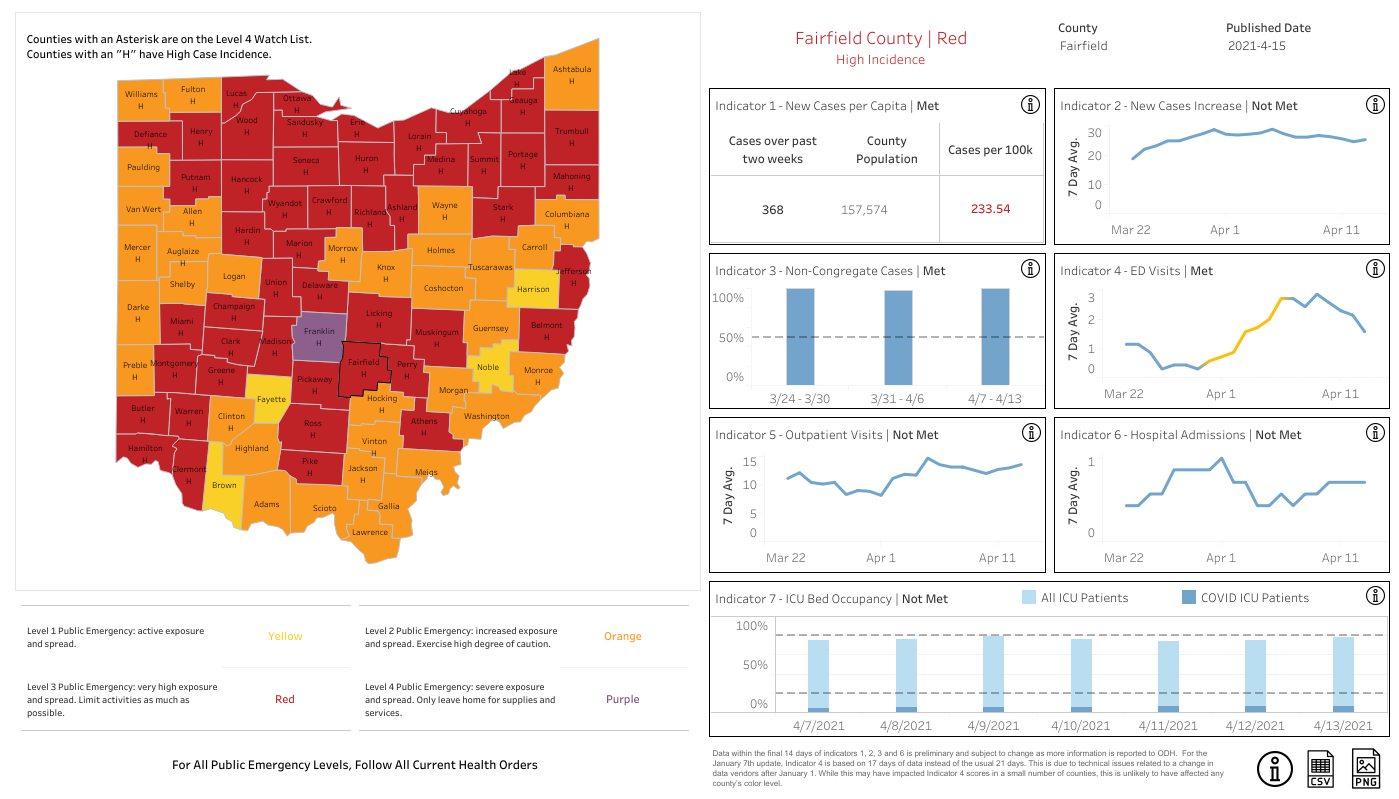 Counties with an Asterisk are on the Level 4 Watch List.
Counties with an "H" have High Case Incidence.
Williams
H
Fulton
H
Lucas
H
Ottawa
H
Lake
H
Ashtabula
H
Geauga
H
Cuyahoga
H
Defiance
H
Henry
H
Wood
H
Sandusky
H
Erie
H
Lorain
H
Trumbull
H
Paulding
Putnam
H
Hancock
H
Seneca
H
Huron
H
Medina
H
Summit
H
Portage
H
Mahoning
H
Van Wert
Allen
H
Wyandot
H
Crawford
H
Richland
H
Ashland
H
Wayne
H
Stark
H
Columbiana
H
Mercer
H
Auglaize
H
Hardin
H
Marion
H
Morrow
H
Holmes
Tuscarawas
Carroll
H
Jefferson
H
Shelby
Logan
Union
H
Delaware
H
Knox
H
Coshocton
Harrison
Darke
H
Miami
H
Champaign
H
Clark
H
Madison
H
Franklin
H
Licking
H
Muskingum
H
Guernsey
H
Belmont
H
Preble
H
Montgomery
H
Greene
H
Fayette
Pickaway
H
Fairfield
H
Perry
H
Morgan
Noble
Monroe
H
Butler
H
Warren
H
Clinton
H
Ross
H
Hocking
H
Athens
H
Washington
Hamilton
H
Clermont
H
Highland
Pike
H
Vinton
H
Jackson
H
Meigs
Brown
Adams
Scioto
Gallia
Lawrence
Level 1 Public Emergency: active exposure
and spread.
Yellow
Level 2 Public Emergency: increased exposure
and spread. Exercise high degree of caution.
Orange
Level 3 Public Emergency: very high exposure
and spread. Limit activities as much as
possible.
Red
Level 4 Public Emergency: severe exposure
and spread. Only leave home for supplies and
services.
Purple
For All Public Emergency Levels, Follow All Current Health Orders
Fairfield County | Red
High Incidence
County
Fairfield
Published Date
2021-4-15
Indicator 1 - New Cases per Capita | Met
Cases over past
two weeks
County
Population
Cases per 100k
368
157,574
233.54
Indicator 2 - New Cases Increase | Not Met
7 Day Avg.
30
20
10
0
Mar 22
Apr 1
Apr 11
Indicator 3 - Non-Congregate Cases | Met
100%
50%
0%
3/24 - 3/30
3/31 - 4/6
4/7 - 4/13
Indicator 4 - ED Visits | Met
7 Day Avg.
3
2
1
0
Mar 22
Apr 1
Apr 11
Indicator 5 - Outpatient Visits | Not Met
7 Day Avg.
15
10
5
0
Mar 22
Apr 1
Apr 11
Indicator 6 - Hospital Admissions | Not Met
7 Day Avg.
1
0
Mar 22
Apr 1
Apr 11
Indicator 7 - ICU Bed Occupancy | Not Met
All ICU Patients
COVID ICU Patients
100%
50%
0%
4/7/2021
4/8/2021
4/9/2021
4/10/2021
4/11/2021
4/12/2021
4/13/2021
Data within the final 14 days of indicators 1, 2, 3 and 6 is preliminary and subject to change as more information is reported to ODH. For the
January 7th update, Indicator 4 is based on 17 days of data instead of the usual 21 days. This is due to technical issues related to a change in
data vendors after January 1. While this may have impacted Indicator 4 scores in a small number of counties, this is unlikely to have affected any
county's color level.
CSV
PNG